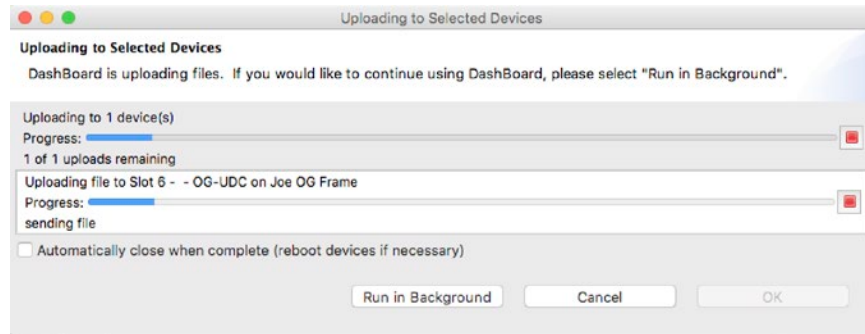 Uploading to Selected Devices
Uploading to Selected Devices
DashBoard is uploading files. If you would like to continue using DashBoard, please select "Run in Background".
Uploading to 1 device(s)
Progress:
1 of 1 uploads remaining
Uploading file to Slot 6 - - OG-UDC on Joe OG Frame
Progress:
sending file
Automatically close when complete (reboot devices if necessary)
Run in Background Cancel OK